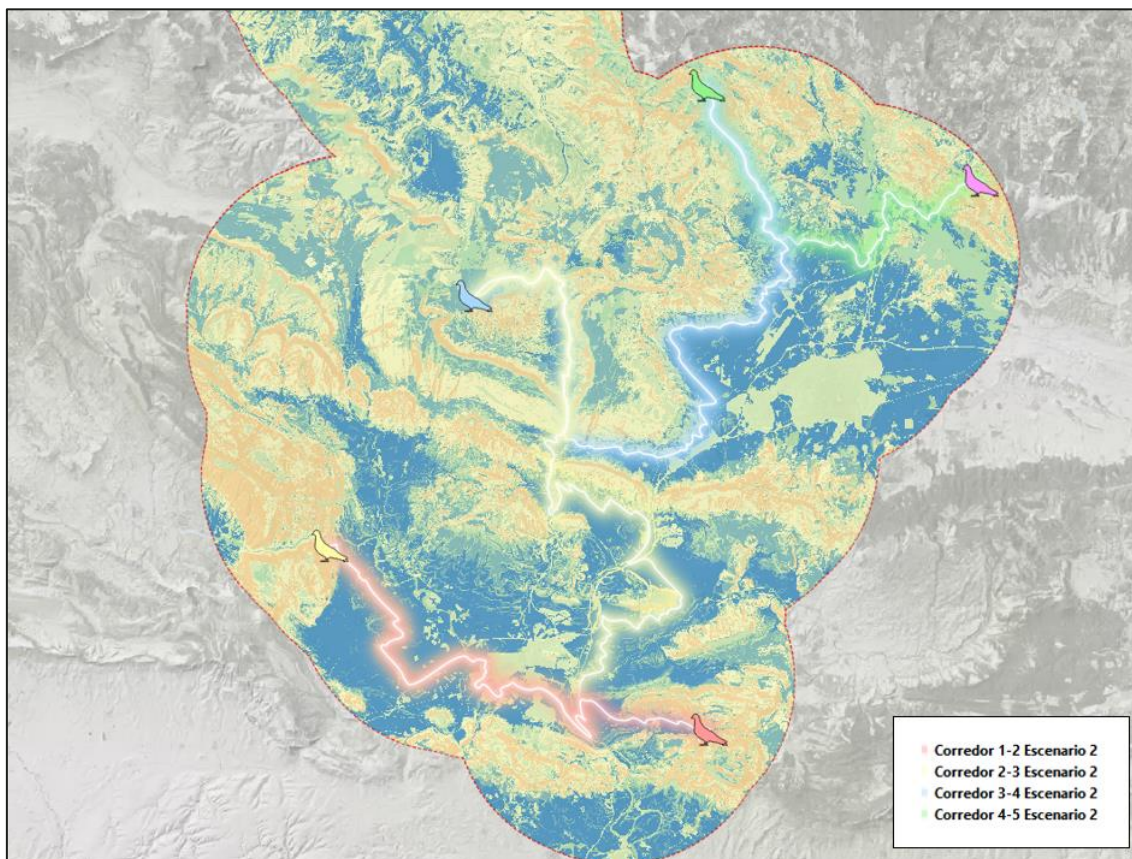 Corredor 1-2 Escenario 2
Corredor 2-3 Escenario 2
Corredor 3-4 Escenario 2
Corredor 4-5 Escenario 2